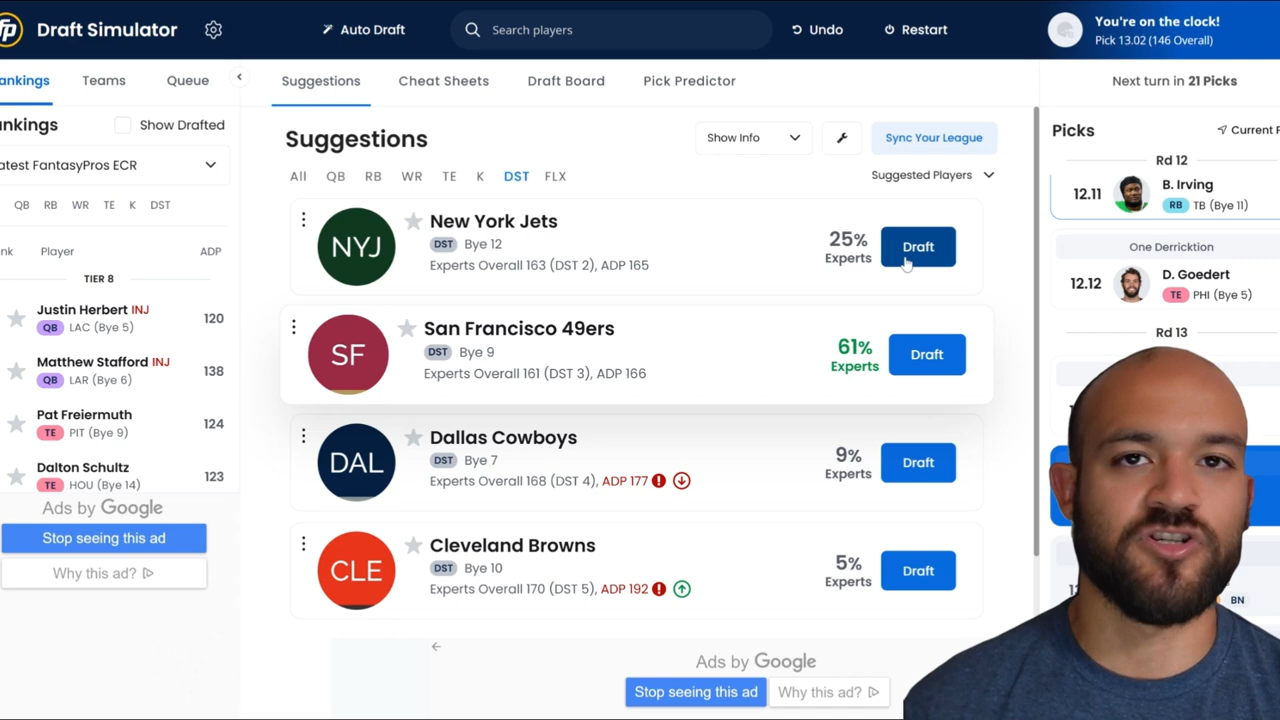 fp
Draft Simulator
Auto Draft
Search players
Undo
Restart
You're on the clock!
Pick 13.02 (146 Overall)
ankings
Teams
Queue
Suggestions
Cheat Sheets
Draft Board
Pick Predictor
Next turn in 21 Picks
nkings
Show Drafted
atest FantasyPros ECR
QB RB WR TE K DST
nk
Player
ADP
TIER 8
Justin Herbert INJ
QB LAC (Bye 5)
120
Matthew Stafford INJ
QB LAR (Bye 6)
138
Pat Freiermuth
TE PIT (Bye 9)
124
Dalton Schultz
TE HOU (Bye 14)
123
Ads by Google
Stop seeing this ad
Why this ad?
Suggestions
Show Info
Sync Your League
All QB RB WR TE K DST FLX
Suggested Players
NYJ
New York Jets
DST Bye 12
Experts Overall 163 (DST 2), ADP 165
25%
Experts
Draft
SF
San Francisco 49ers
DST Bye 9
Experts Overall 161 (DST 3), ADP 166
61%
Experts
Draft
DAL
Dallas Cowboys
DST Bye 7
Experts Overall 168 (DST 4), ADP 177
9%
Experts
Draft
CLE
Cleveland Browns
DST Bye 10
Experts Overall 170 (DST 5), ADP 192
5%
Experts
Draft
Ads by Google
Stop seeing this ad
Why this ad?
Picks
Current P
Rd 12
12.11
B. Irving
RB TB (Bye 11)
One Derricktion
12.12
D. Goedert
TE PHI (Bye 5)
Rd 13
BN